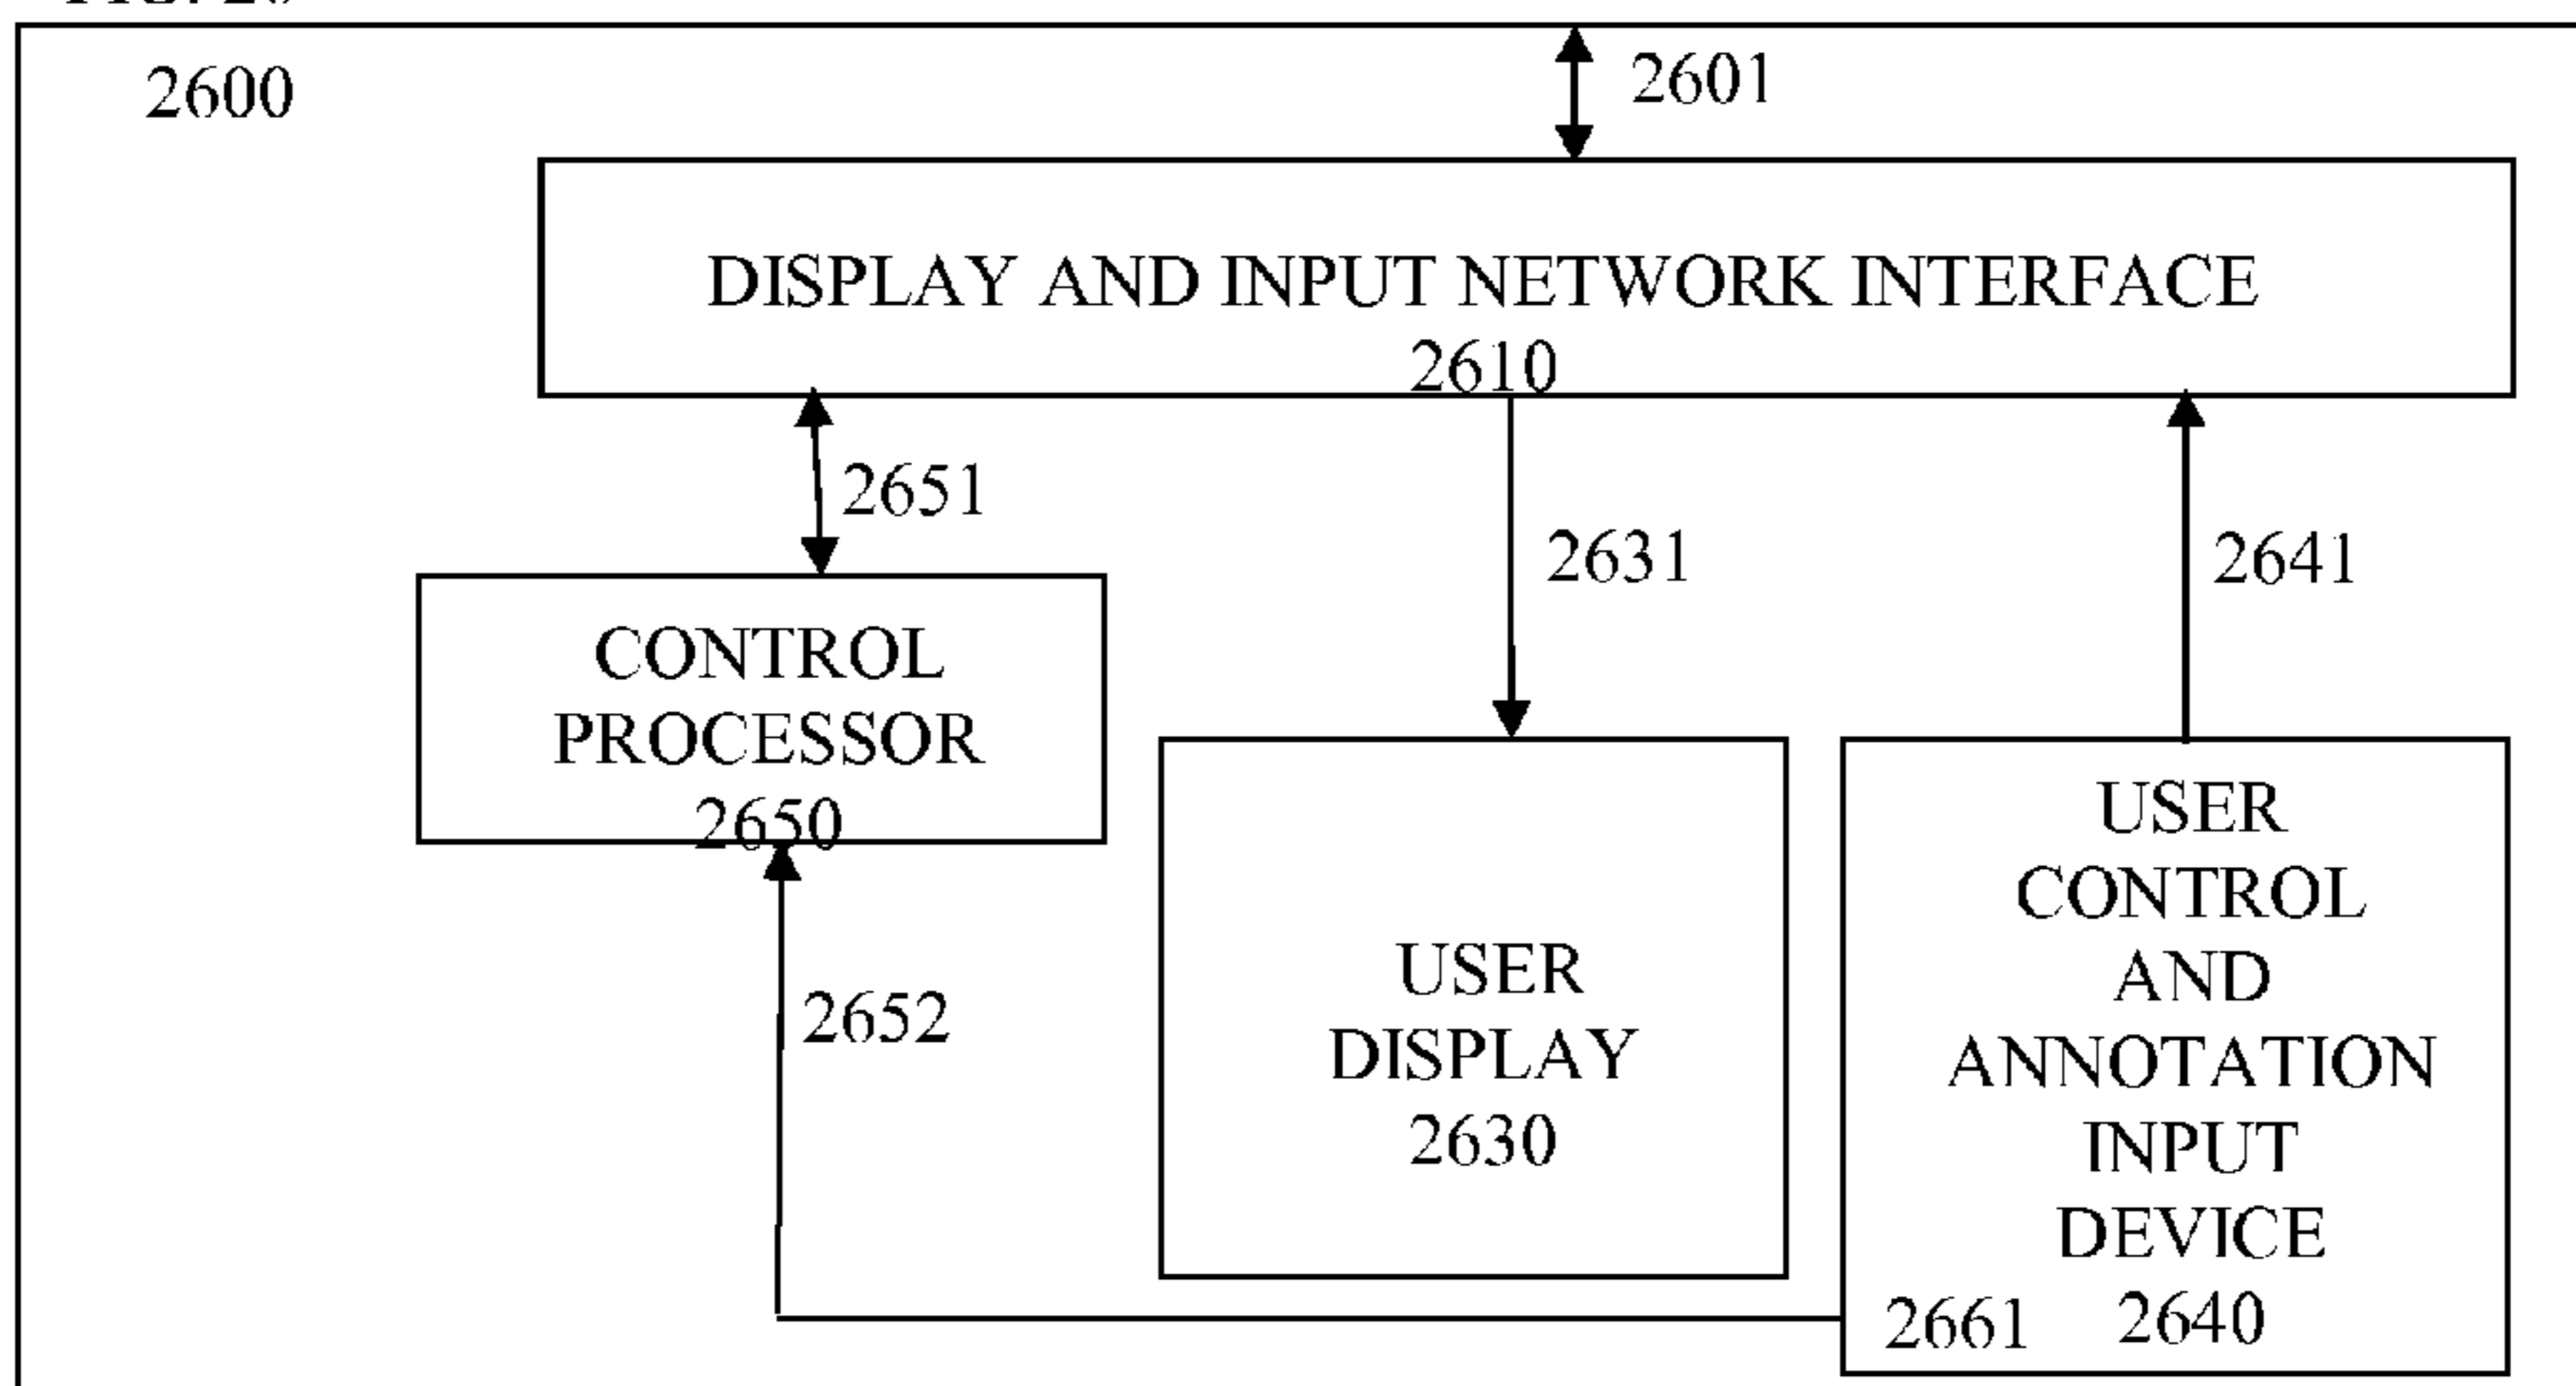 2600
2601
DISPLAY AND INPUT NETWORK INTERFACE
2610
2651
2631
2641
CONTROL
PROCESSOR
2650
2652
USER
DISPLAY
2630
USER
CONTROL
AND
ANNOTATION
INPUT
DEVICE
2661 2640